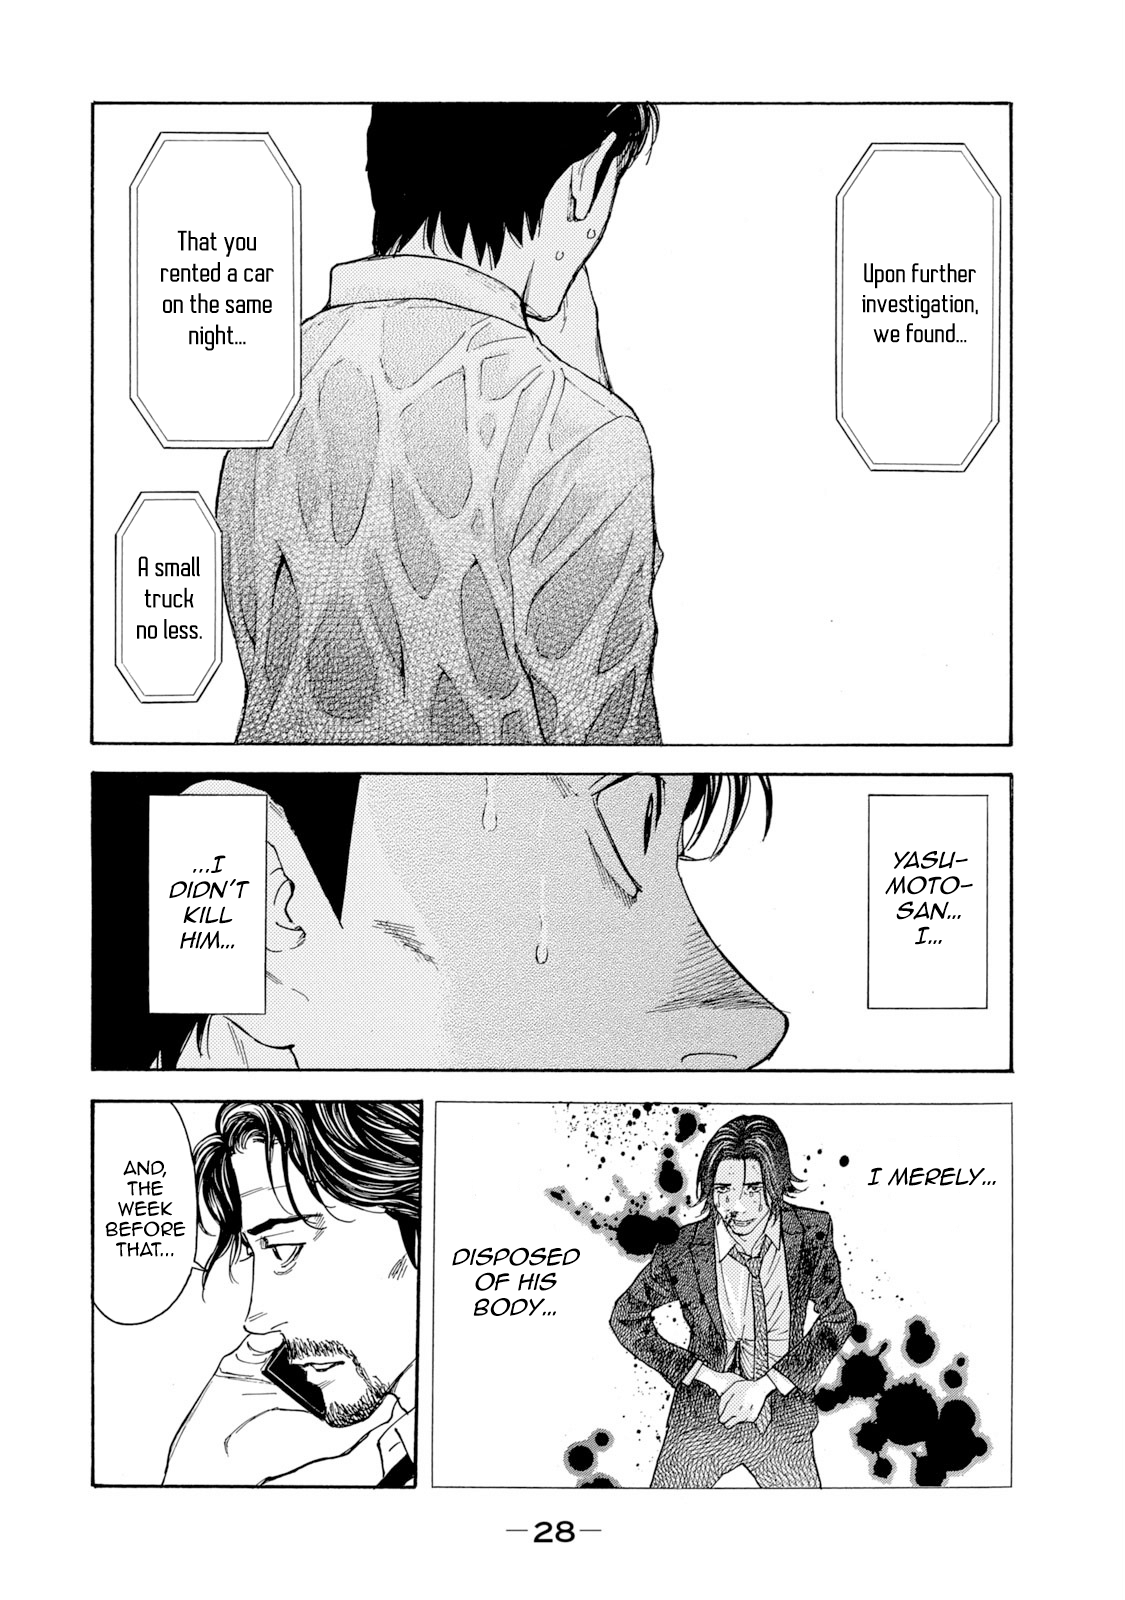 Upon further
investigation,
we found...
That you
rented a car
on the same
night...
A small
truck
no less.
YASU-
MOTO-
SAN...
I...
...I
DIDN'T
KILL
HIM...
I MERELY...
DISPOSED
OF HIS
BODY...
AND,
THE
WEEK
BEFORE
THAT...
—28—